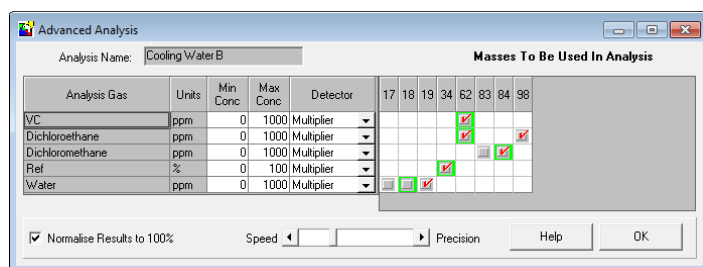 Advanced Analysis
Analysis Name: Cooling Water B Masses To Be Used In Analysis
Analysis Gas Units Min Conc Max Conc Detector 17 18 19 34 62 83 84 98
VC ppm 0 1000 Multiplier
Dichloroethane ppm 0 1000 Multiplier
Dichloromethane ppm 0 1000 Multiplier
Ref % 0 100 Multiplier
Water ppm 0 1000 Multiplier
Normalise Results to 100% Speed Precision Help OK